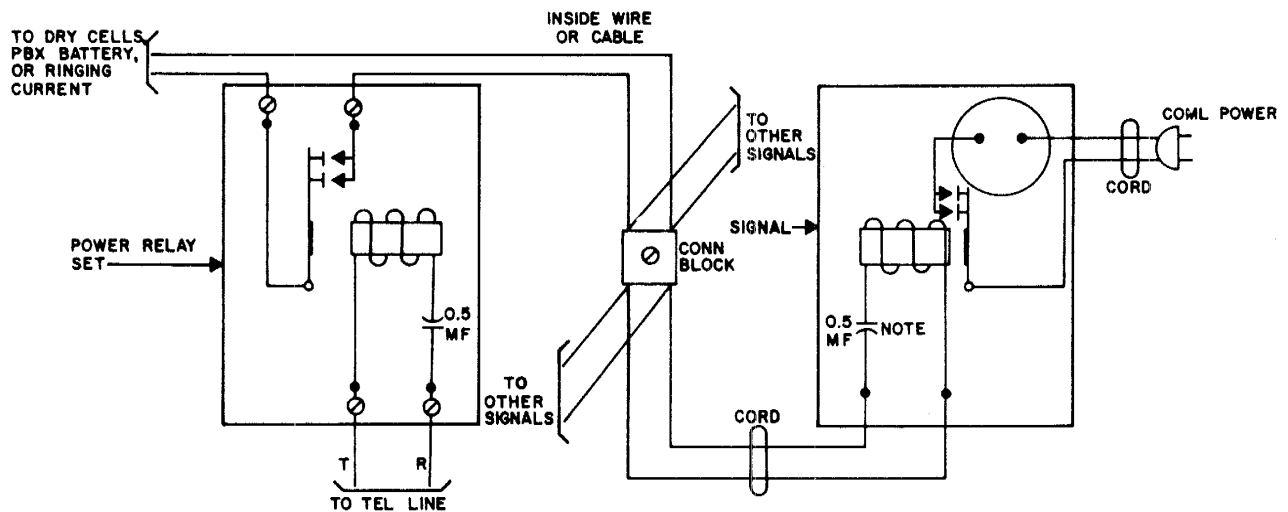 INSIDE WIRE
OR CABLE
TO DRY CELLS,
PBX BATTERY,
OR RINGING
CURRENT
TO
OTHER
SIGNALS
COML POWER
CORD
SIGNAL
POWER RELAY
SET
CONN
BLOCK
0.5
MF
0.5
MF
NOTE
TO
OTHER
SIGNALS
CORD
T
R
TO TEL LINE